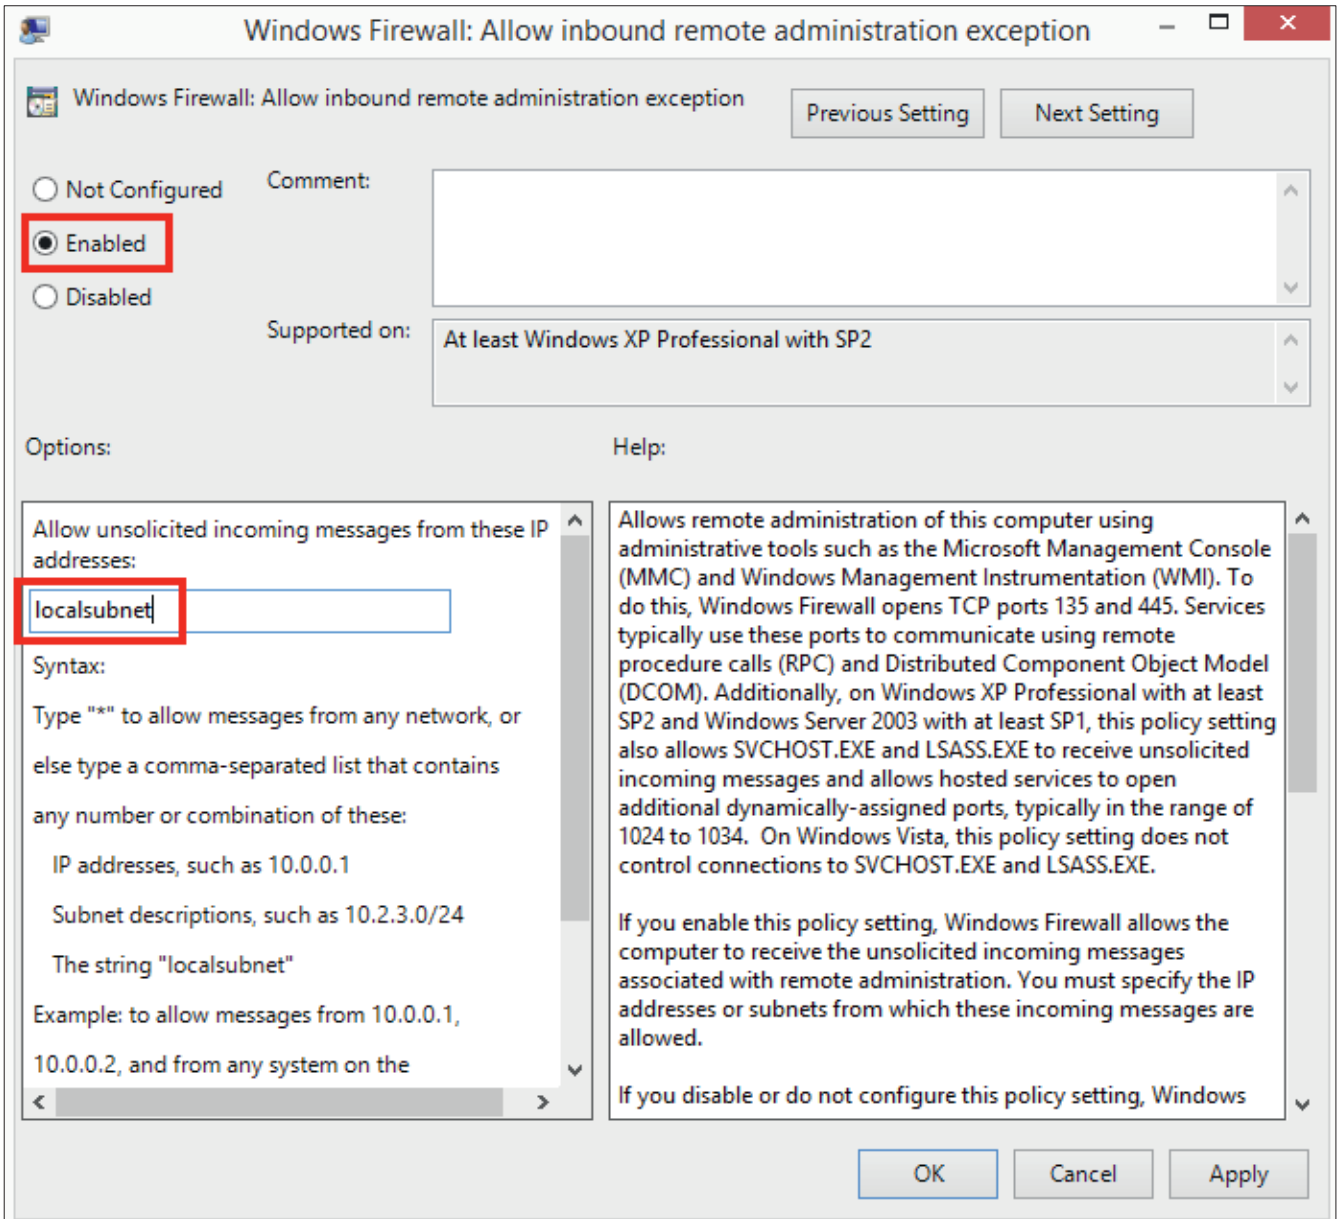 Windows Firewall: Allow inbound remote administration exception
Windows Firewall: Allow inbound remote administration exception
Previous Setting
Next Setting
Not Configured
Enabled
Disabled
Comment:
Supported on:
At least Windows XP Professional with SP2
Options:
Help:
Allow unsolicited incoming messages from these IP
addresses:
localsubnet
Syntax:
Type "*" to allow messages from any network, or
else type a comma-separated list that contains
any number or combination of these:
IP addresses, such as 10.0.0.1
Subnet descriptions, such as 10.2.3.0/24
The string "localsubnet"
Example: to allow messages from 10.0.0.1,
10.0.0.2, and from any system on the
Allows remote administration of this computer using
administrative tools such as the Microsoft Management Console
(MMC) and Windows Management Instrumentation (WMI). To
do this, Windows Firewall opens TCP ports 135 and 445. Services
typically use these ports to communicate using remote
procedure calls (RPC) and Distributed Component Object Model
(DCOM). Additionally, on Windows XP Professional with at least
SP2 and Windows Server 2003 with at least SP1, this policy setting
also allows SVCHOST.EXE and LSASS.EXE to receive unsolicited
incoming messages and allows hosted services to open
additional dynamically-assigned ports, typically in the range of
1024 to 1034.  On Windows Vista, this policy setting does not
control connections to SVCHOST.EXE and LSASS.EXE.
If you enable this policy setting, Windows Firewall allows the
computer to receive the unsolicited incoming messages
associated with remote administration. You must specify the IP
addresses or subnets from which these incoming messages are
allowed.
If you disable or do not configure this policy setting, Windows
OK
Cancel
Apply